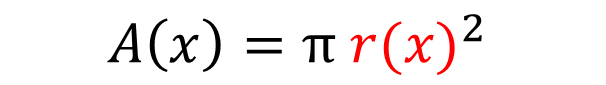 A(x) = π r(x)²